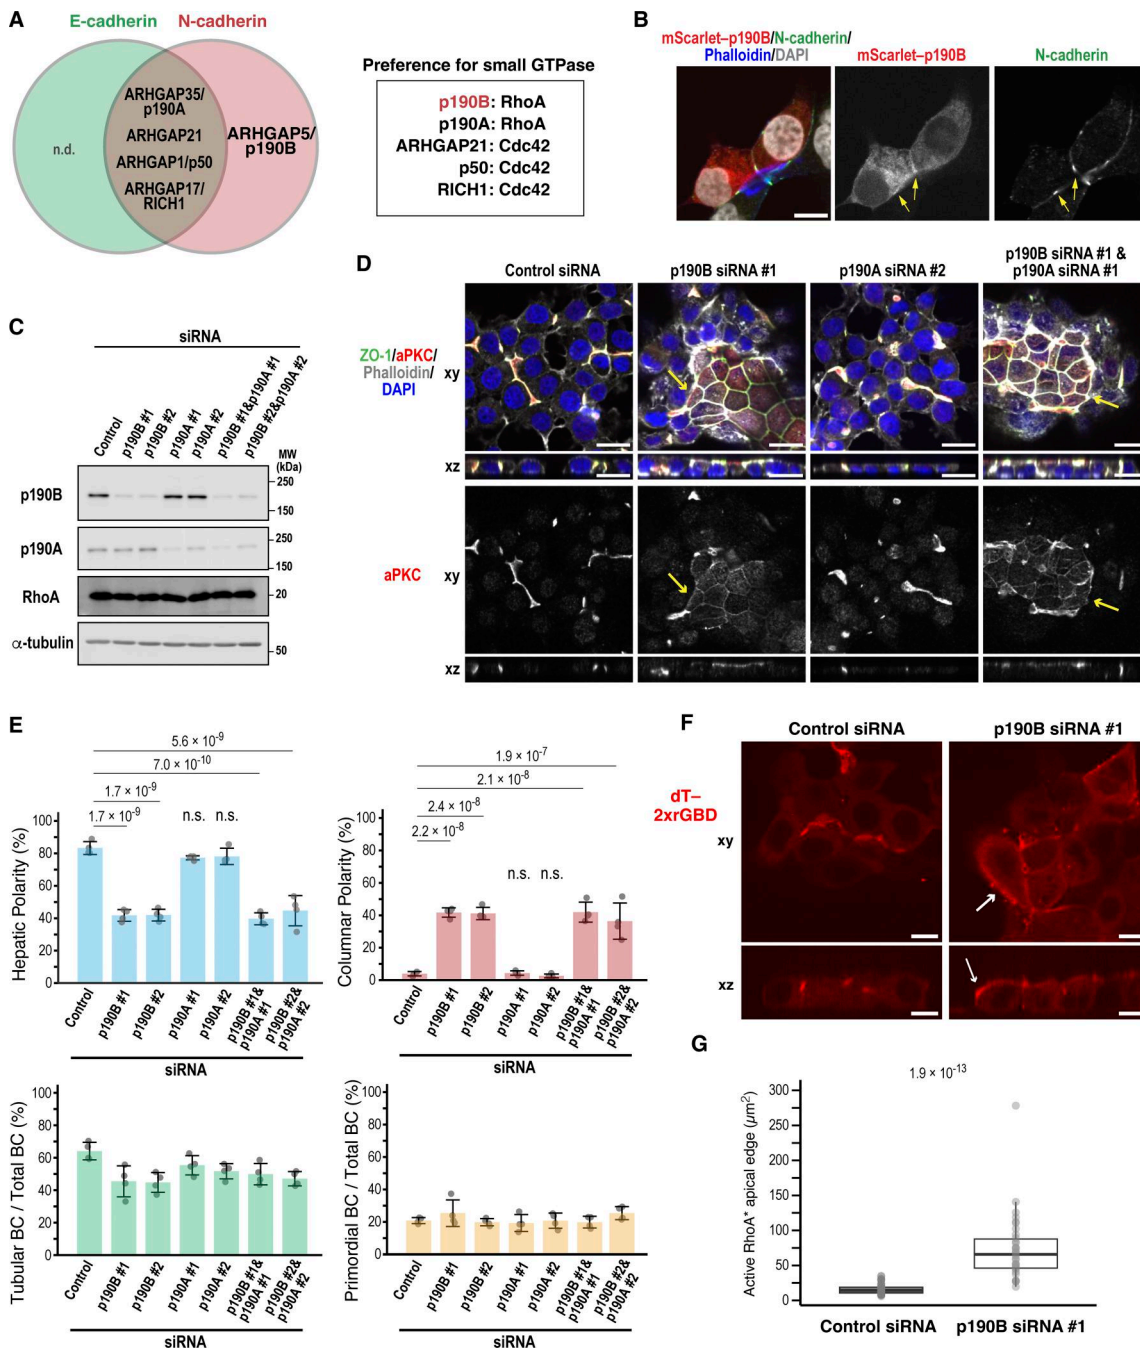 A
E-cadherin
N-cadherin
ARHGAP35/
p190A
ARHGAP21
ARHGAP1/p50
ARHGAP17/
RICH1
n.d.
ARHGAP5/
p190B
Preference for small GTPase
p190B: RhoA
p190A: RhoA
ARHGAP21: Cdc42
p50: Cdc42
RICH1: Cdc42
B
mScarlet–p190B/N-cadherin/
Phalloidin/DAPI
mScarlet–p190B
N-cadherin
C
siRNA
Control
p190B #1
p190B #2
p190A #1
p190A #2
p190B #1&p190A #1
p190B #2&p190A #2
MW
(kDa)
p190B
250
150
p190A
250
150
RhoA
20
α-tubulin
50
D
Control siRNA
p190B siRNA #1
p190A siRNA #2
p190B siRNA #1 &
p190A siRNA #1
ZO-1/aPKC/
Phalloidin/
DAPI
xy
xz
aPKC
xy
xz
E
5.6 × 10-9
7.0 × 10-10
1.7 × 10-9
1.7 × 10-9
n.s.
n.s.
Hepatic Polarity (%)
100
80
60
40
20
0
Control
p190B #1
p190B #2
p190A #1
p190A #2
p190B #1&
p190A #1
p190B #2&
p190A #2
siRNA
1.9 × 10-7
2.1 × 10-8
2.4 × 10-8
2.2 × 10-8
n.s.
n.s.
Columnar Polarity (%)
100
80
60
40
20
0
Control
p190B #1
p190B #2
p190A #1
p190A #2
p190B #1&
p190A #1
p190B #2&
p190A #2
siRNA
Tubular BC / Total BC (%)
100
80
60
40
20
0
Control
p190B #1
p190B #2
p190A #1
p190A #2
p190B #1&
p190A #1
p190B #2&
p190A #2
siRNA
Primordial BC / Total BC (%)
100
80
60
40
20
0
Control
p190B #1
p190B #2
p190A #1
p190A #2
p190B #1&
p190A #1
p190B #2&
p190A #2
siRNA
F
Control siRNA
p190B siRNA #1
dT–
2xrGBD
xy
xz
G
1.9 × 10-13
Active RhoA* apical edge (µm2)
300
250
200
150
100
50
0
Control siRNA
p190B siRNA #1